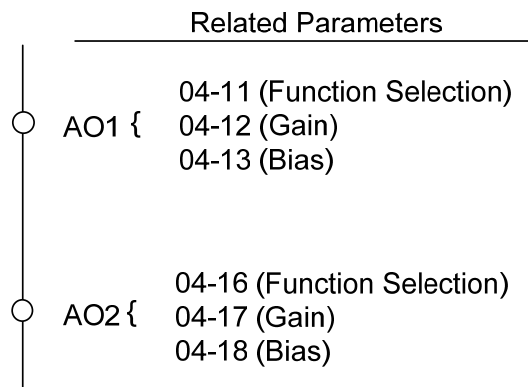 Related Parameters
04-11 (Function Selection)
AO1 { 04-12 (Gain)
04-13 (Bias)
04-16 (Function Selection)
AO2 { 04-17 (Gain)
04-18 (Bias)